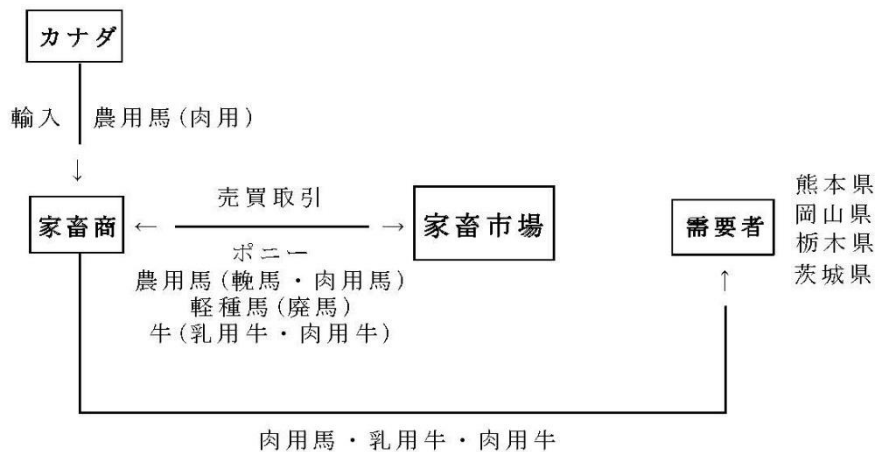 カナダ
輸入
農用馬(肉用)
↓
家畜商
←
売買取引
→
ポニー
農用馬(輓馬・肉用馬)
軽種馬(廃馬)
牛(乳用牛・肉用牛)
家畜市場
需要者
↑
熊本県
岡山県
栃木県
茨城県
肉用馬・乳用牛・肉用牛